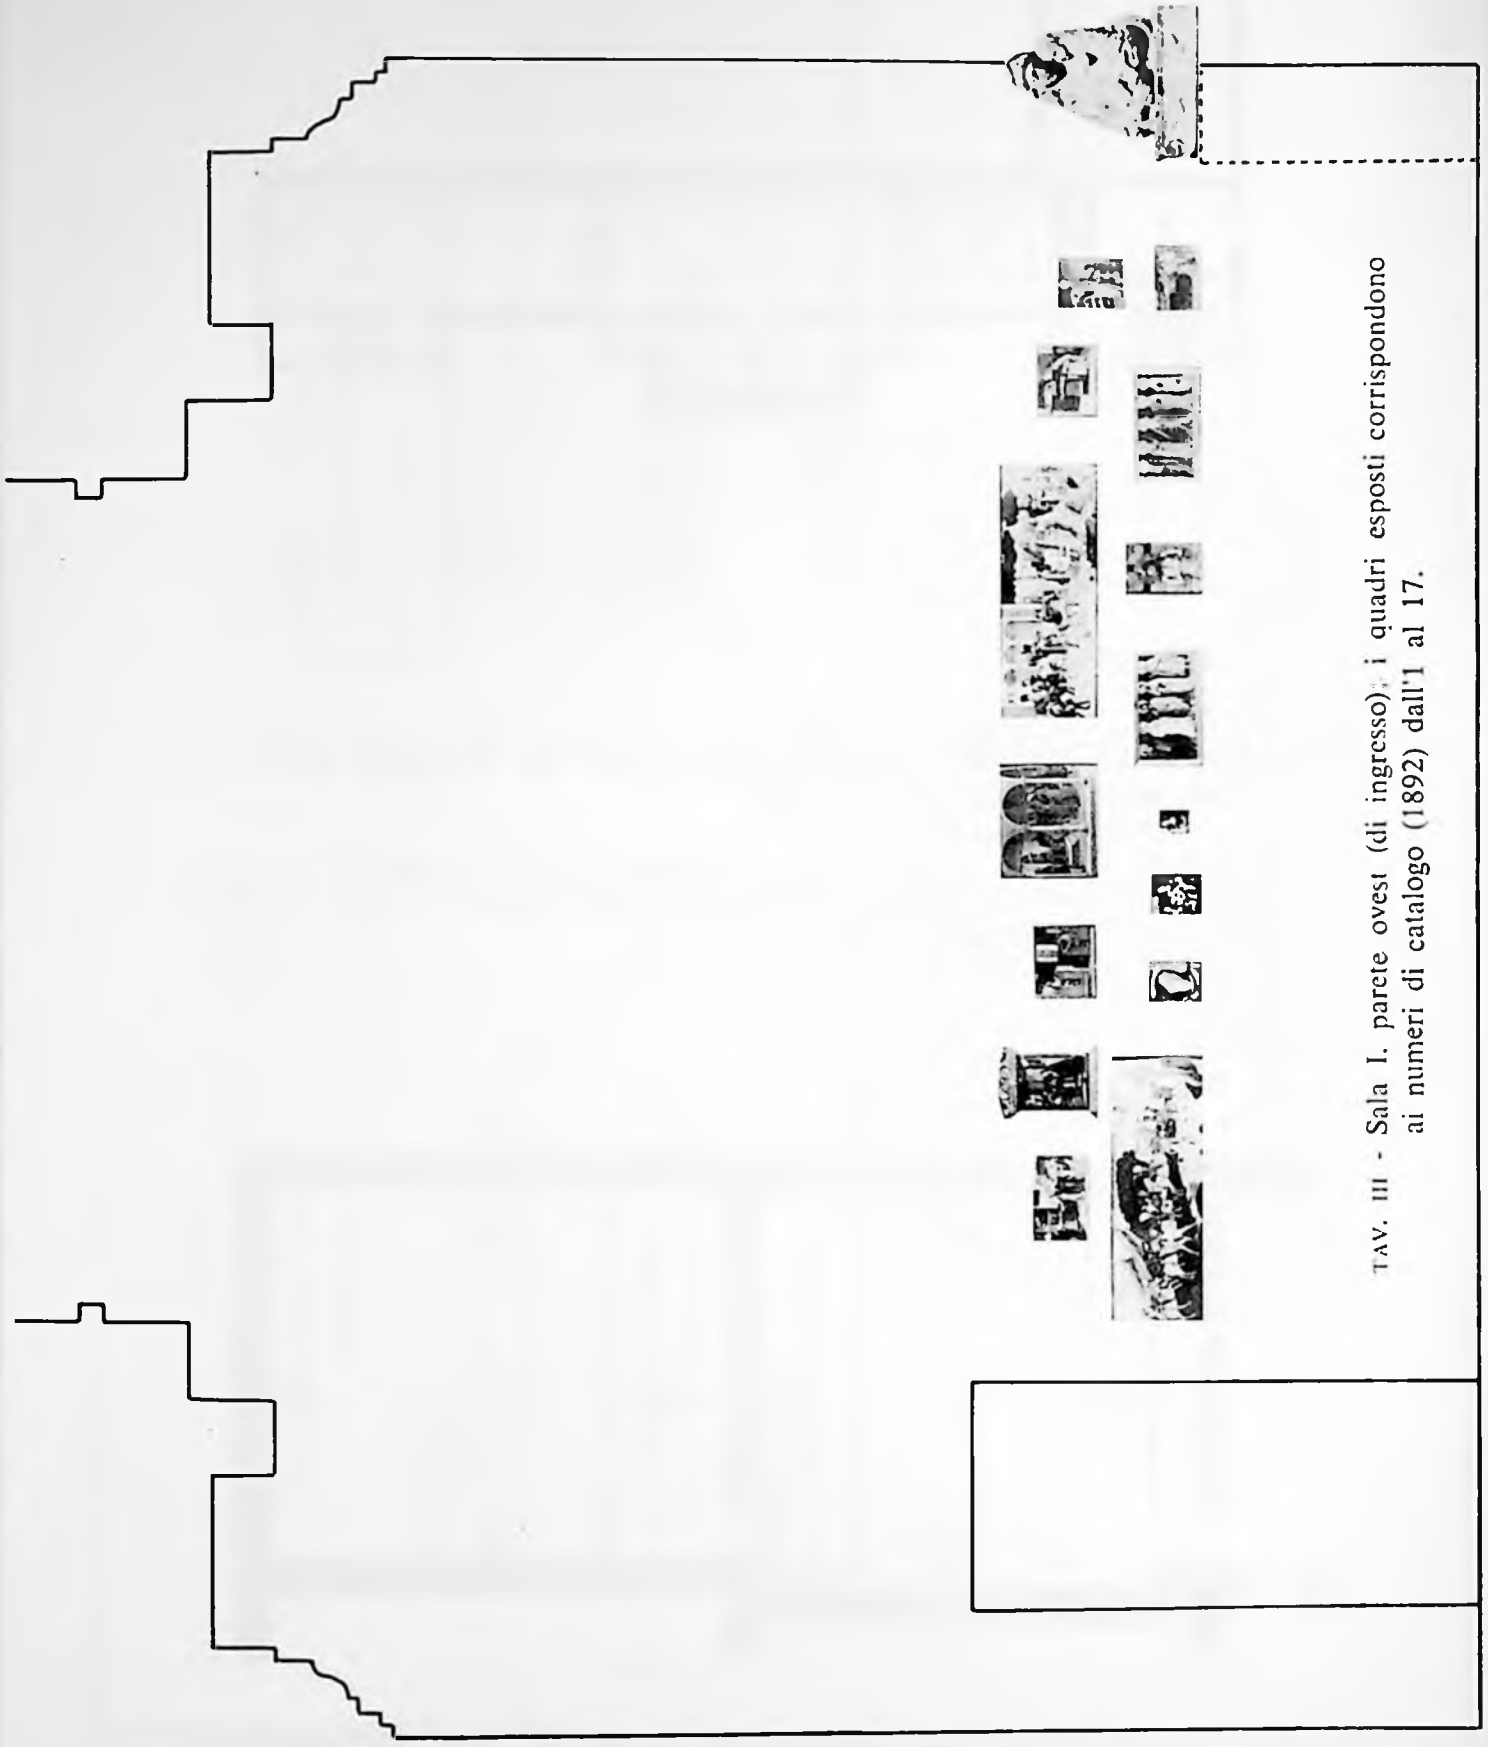 TAV. III - Sala I. parete ovest (di ingresso); i quadri esposti corrispondono
ai numeri di catalogo (1892) dall'1 al 17.